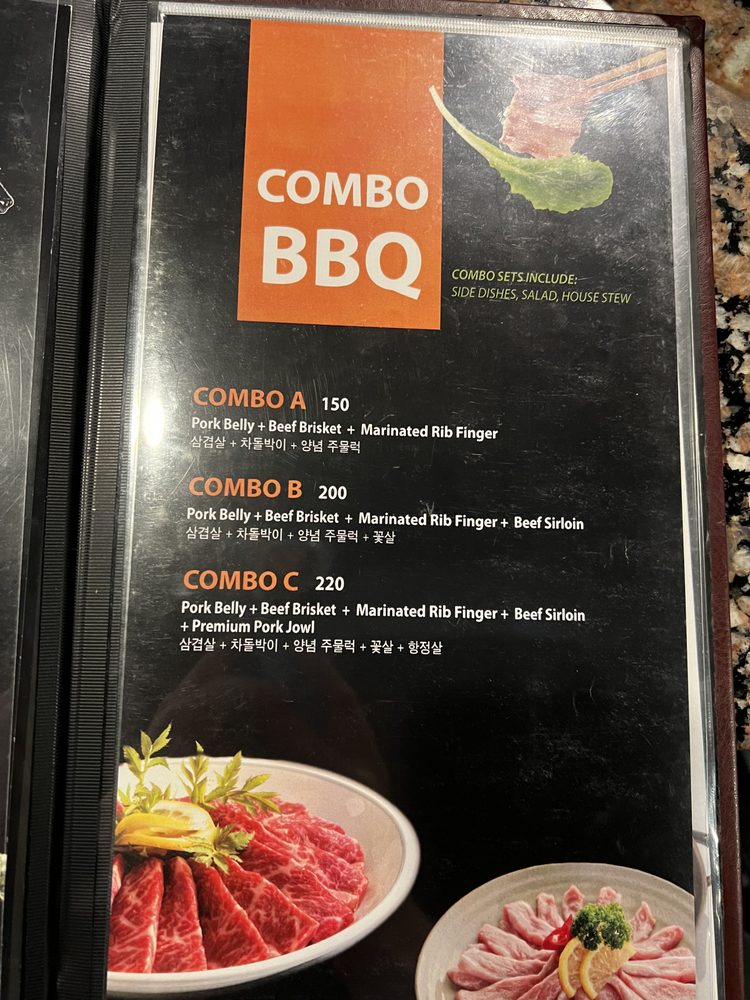 COMBO
BBQ
COMBO SETS INCLUDE:
SIDE DISHES, SALAD, HOUSE STEW
COMBO A 150
Pork Belly + Beef Brisket + Marinated Rib Finger
삼겹살 + 차돌박이 + 양념 주물럭
COMBO B 200
Pork Belly + Beef Brisket + Marinated Rib Finger + Beef Sirloin
삼겹살 + 차돌박이 + 양념 주물럭 + 꽃살
COMBO C 220
Pork Belly + Beef Brisket + Marinated Rib Finger + Beef Sirloin
+ Premium Pork Jowl
삼겹살 + 차돌박이 + 양념 주물럭 + 꽃살 + 항정살